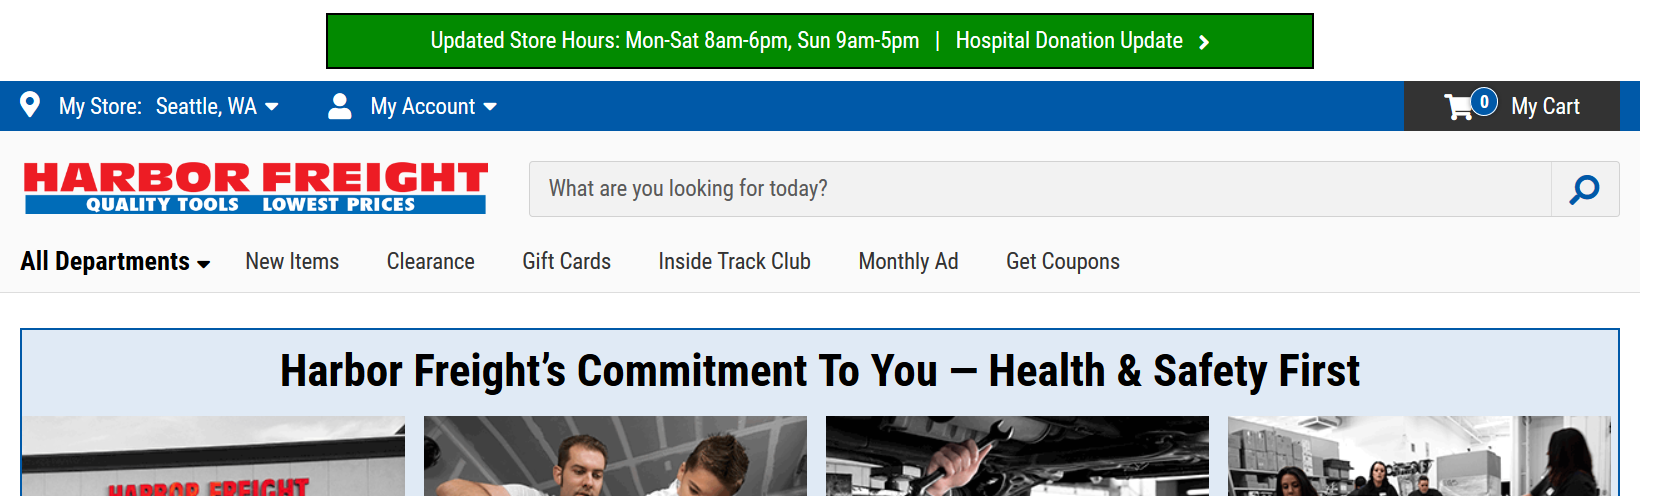 Updated Store Hours: Mon-Sat 8am-6pm, Sun 9am-5pm | Hospital Donation Update
My Store: Seattle, WA My Account 0 My Cart
HARBOR FREIGHT
QUALITY TOOLS LOWEST PRICES
What are you looking for today?
All Departments New Items Clearance Gift Cards Inside Track Club Monthly Ad Get Coupons
Harbor Freight’s Commitment To You — Health & Safety First
HARBOR FREIGHT